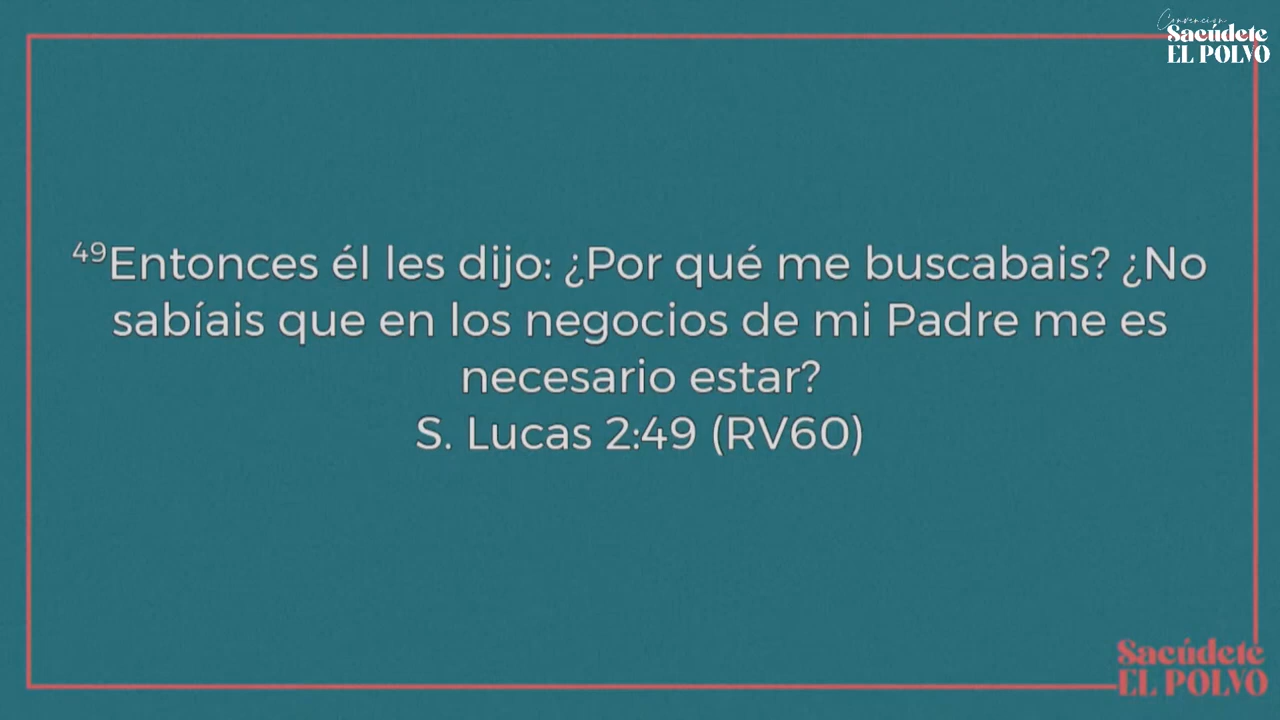 Convención
Sacúdete
EL POLVO
⁴⁹Entonces él les dijo: ¿Por qué me buscabais? ¿No
sabíais que en los negocios de mi Padre me es
necesario estar?
S. Lucas 2:49 (RV60)
Sacúdete
EL POLVO